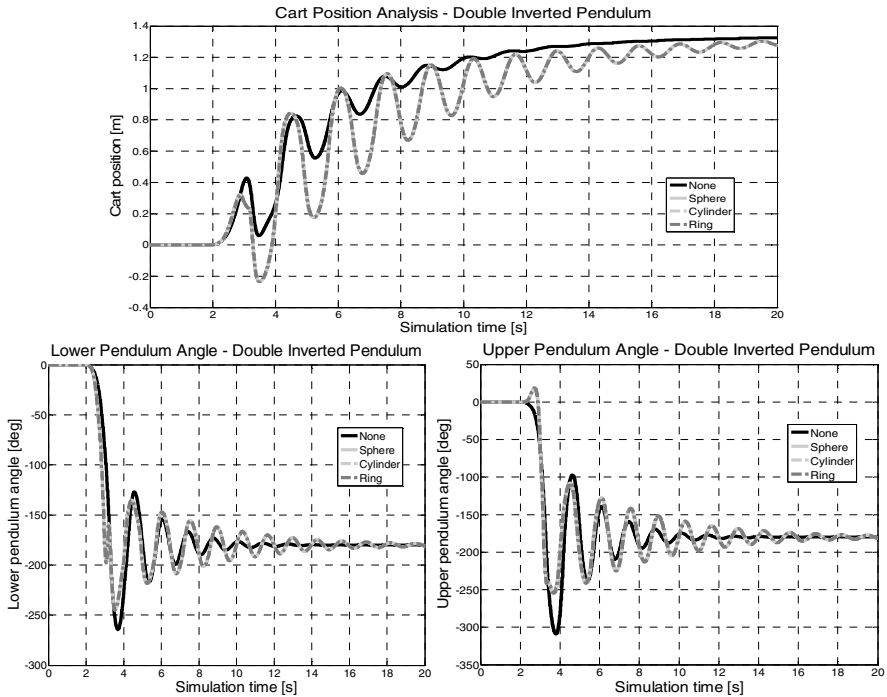 Cart Position Analysis - Double Inverted Pendulum
1.4
1.2
1
0.8
0.6
0.4
0.2
0
-0.2
-0.4
Cart position [m]
None
Sphere
Cylinder
Ring
0 2 4 6 8 10 12 14 16 18 20
Simulation time [s]
Lower Pendulum Angle - Double Inverted Pendulum
0
-50
-100
-150
-200
-250
-300
Lower pendulum angle [deg]
None
Sphere
Cylinder
Ring
0 2 4 6 8 10 12 14 16 18 20
Simulation time [s]
Upper Pendulum Angle - Double Inverted Pendulum
50
0
50
-100
-150
-200
-250
-300
350
Upper pendulum angle [deg]
None
Sphere
Cylinder
Ring
0 2 4 6 8 10 12 14 16 18 20
Simulation time [s]